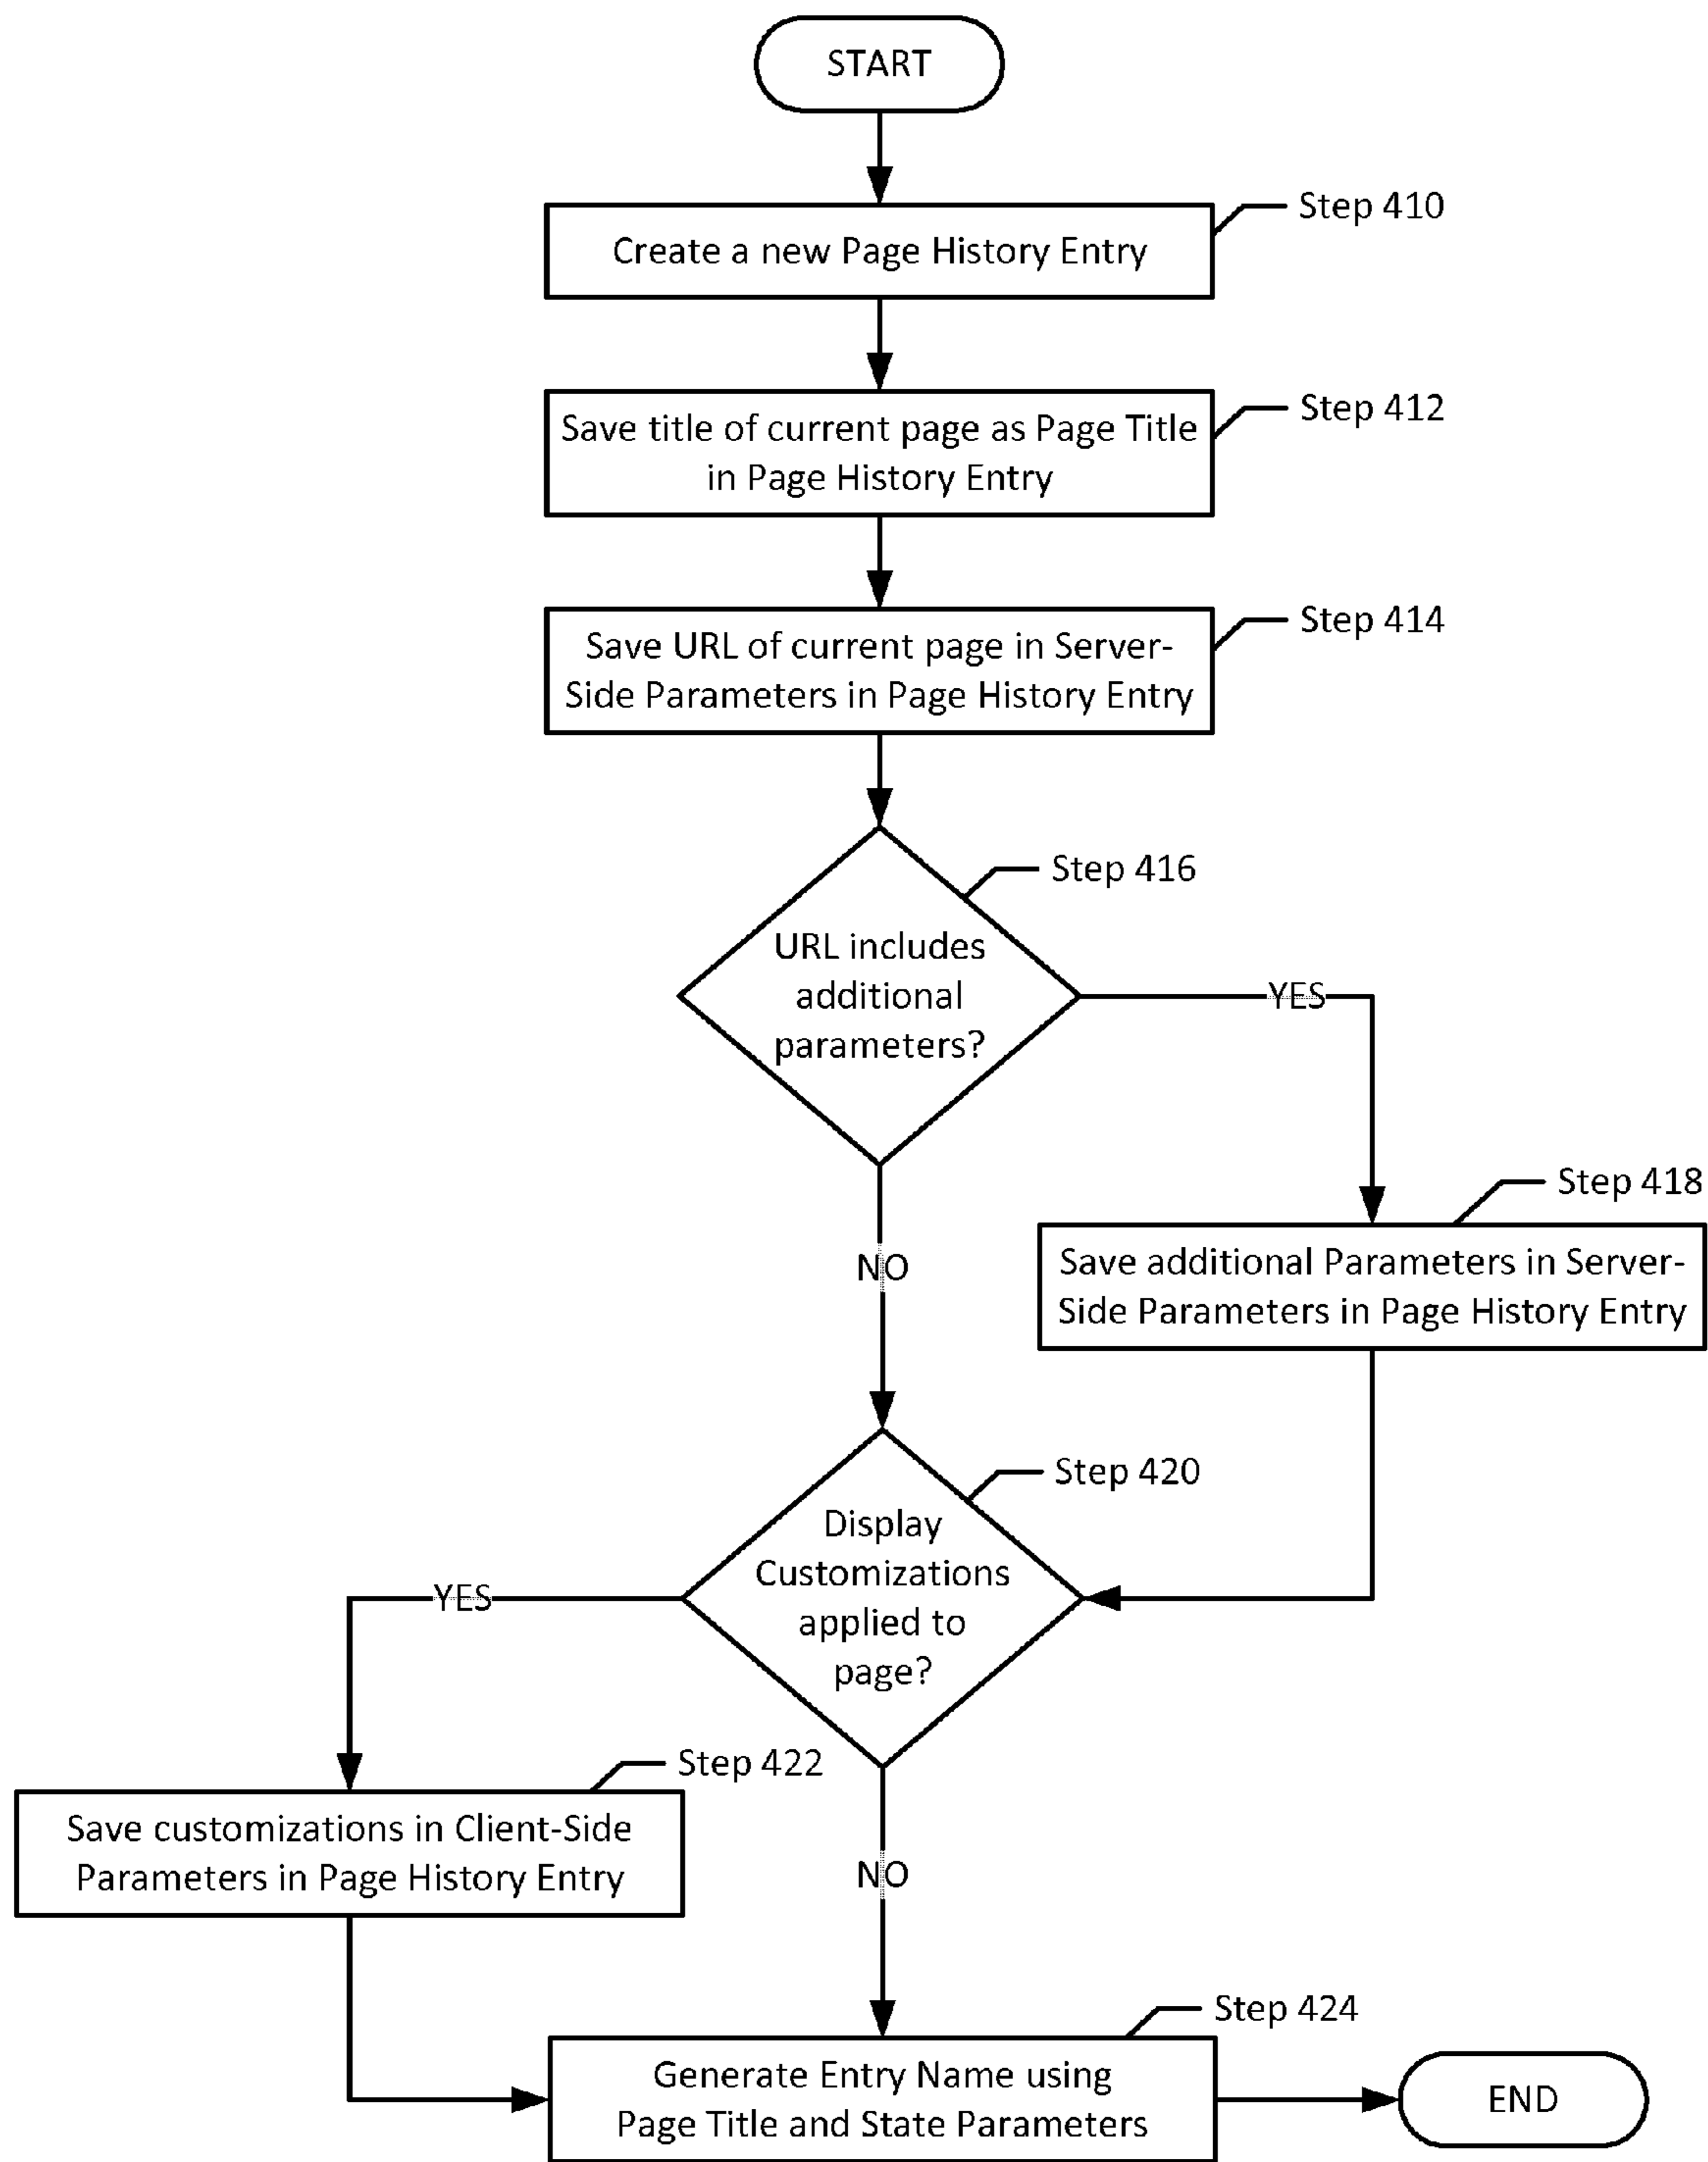 START
Step 410
Create a new Page History Entry
Step 412
Save title of current page as Page Title
in Page History Entry
Step 414
Save URL of current page in Server-
Side Parameters in Page History Entry
Step 416
URL includes
additional
parameters?
YES
Step 418
Save additional Parameters in Server-
Side Parameters in Page History Entry
NO
Step 420
Display
Customizations
applied to
page?
YES
Step 422
Save customizations in Client-Side
Parameters in Page History Entry
NO
Step 424
Generate Entry Name using
Page Title and State Parameters
END